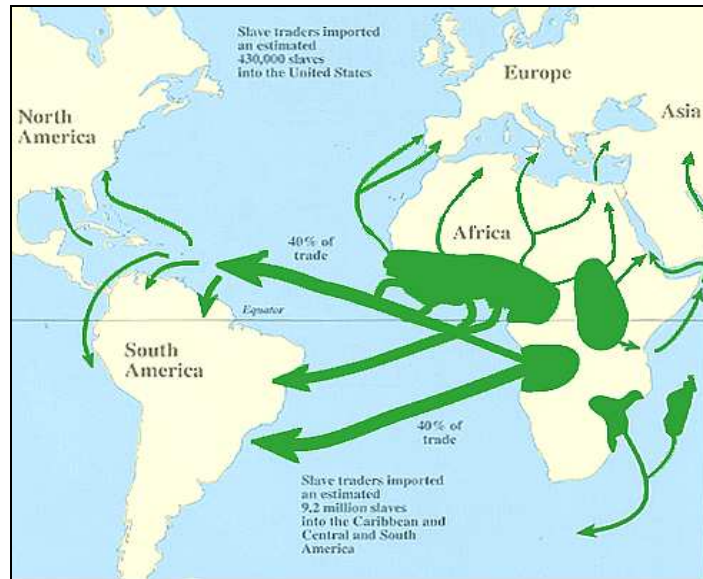 Slave traders imported
an estimated
430,000 slaves
into the United States
Europe
North
America
Asia
40% of
trade
Africa
Equator
South
America
40% of
trade
Slave traders imported
an estimated
9.2 million slaves
into the Caribbean and
Central and South
America